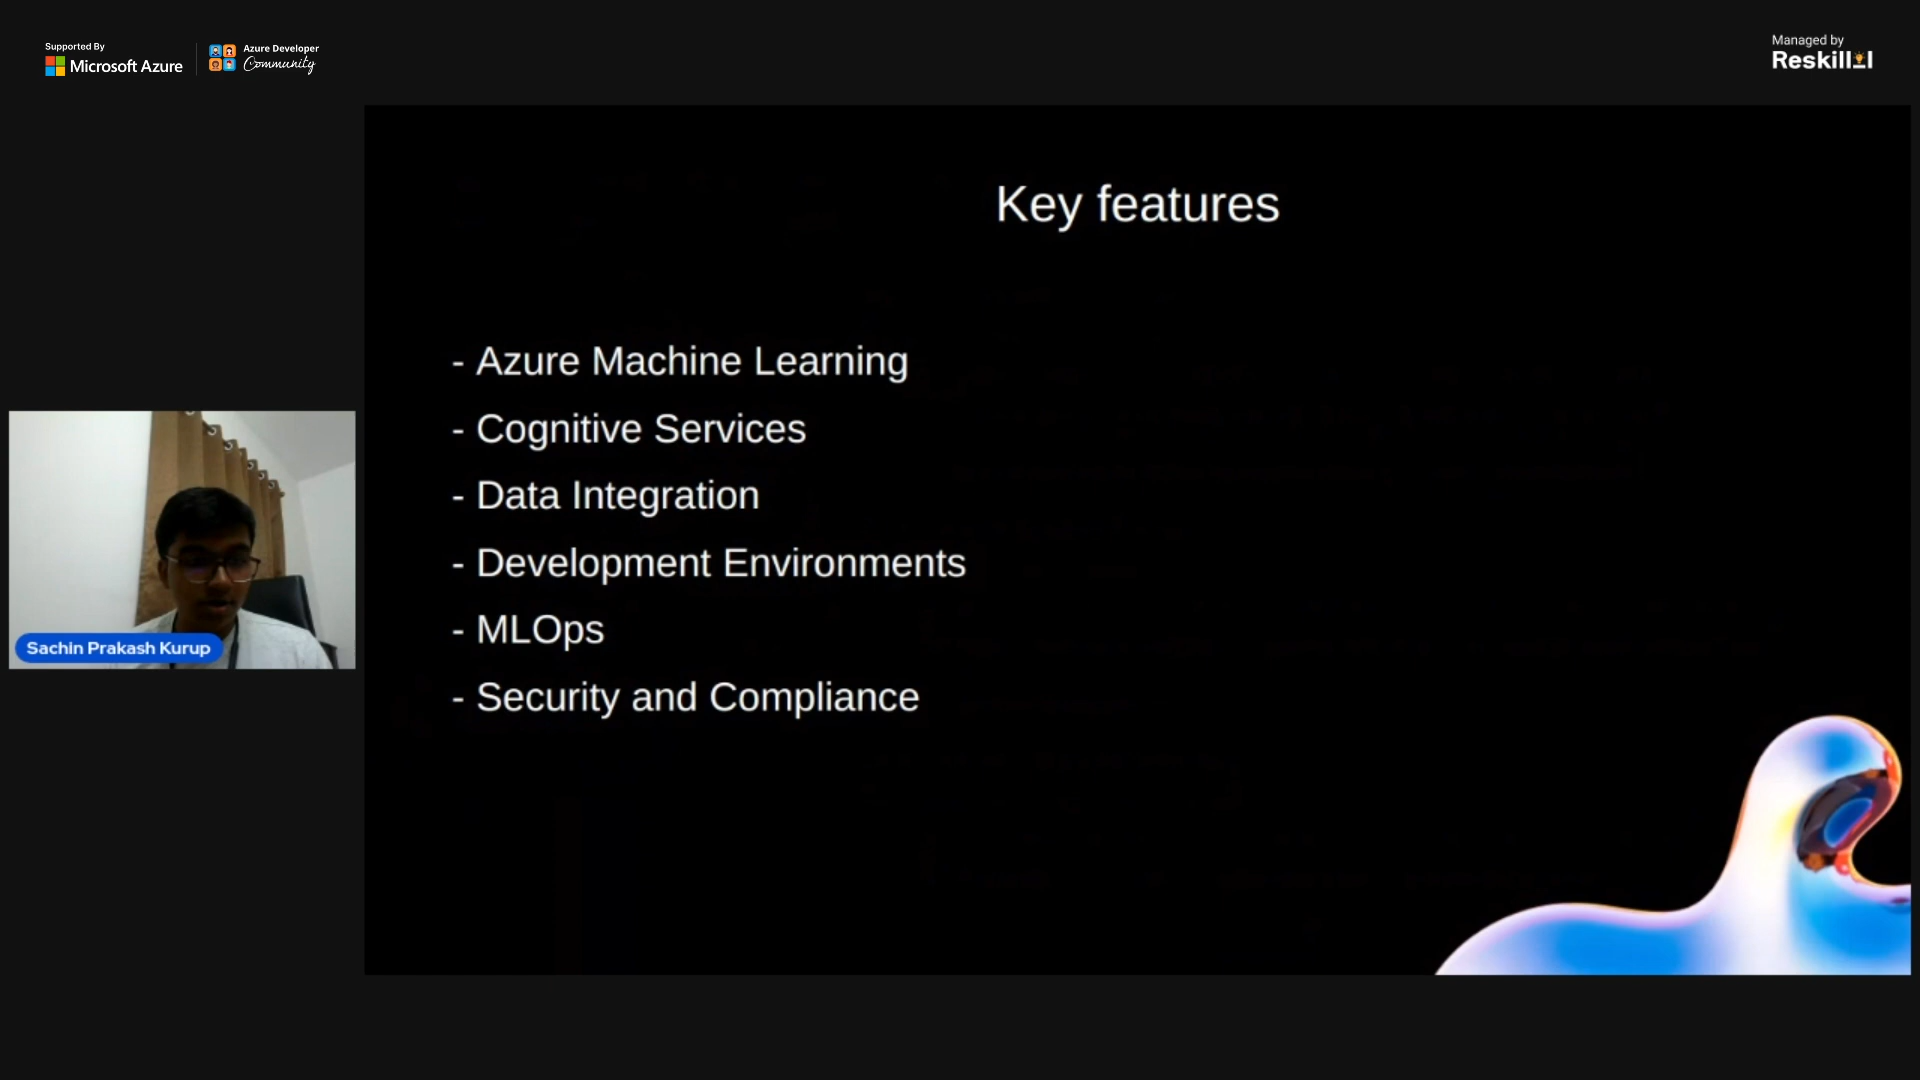 Supported By
Microsoft Azure
Azure Developer
Community
Managed by
Reskilll
Key features
- Azure Machine Learning
- Cognitive Services
- Data Integration
- Development Environments
- MLOps
- Security and Compliance
Sachin Prakash Kurup